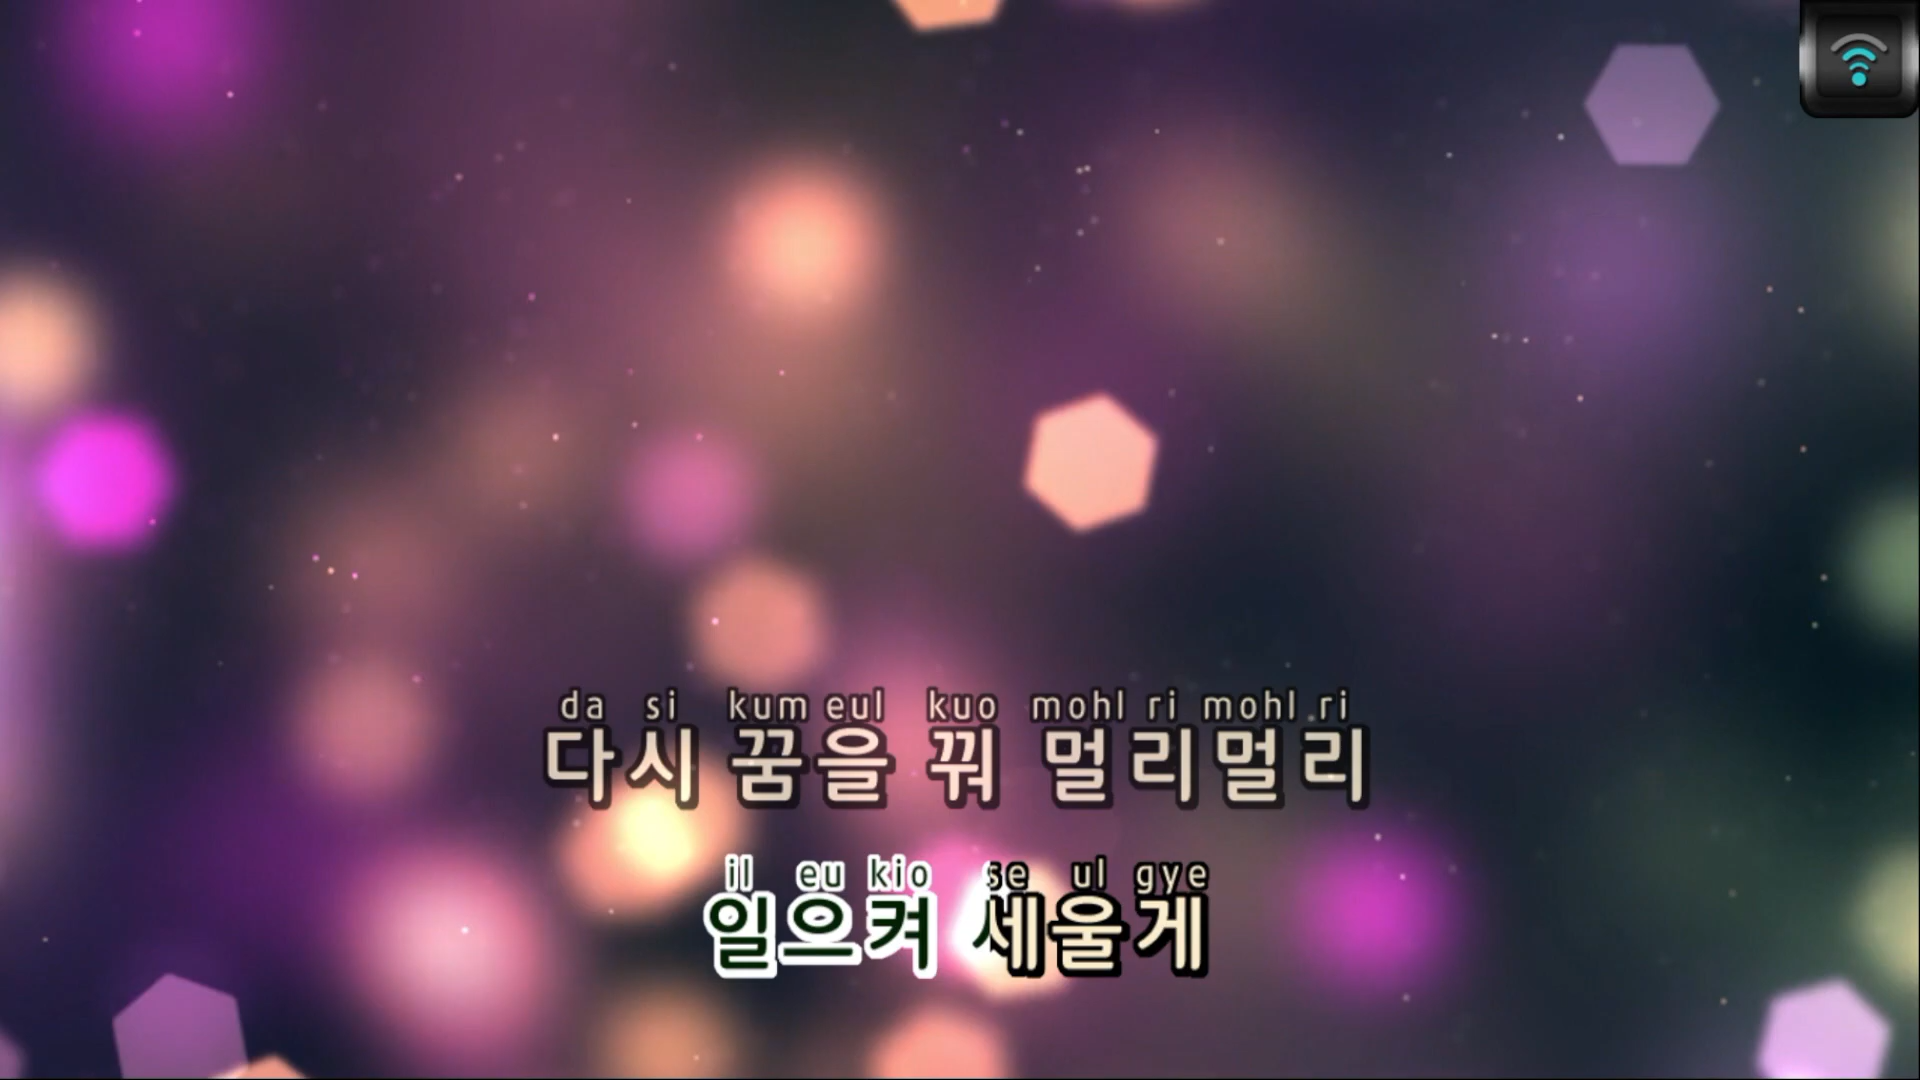 da si kum eul kuo mohl ri mohl ri
다시 꿈을 꿔 멀리멀리
il eu kio se ul gye
일으켜 세울게